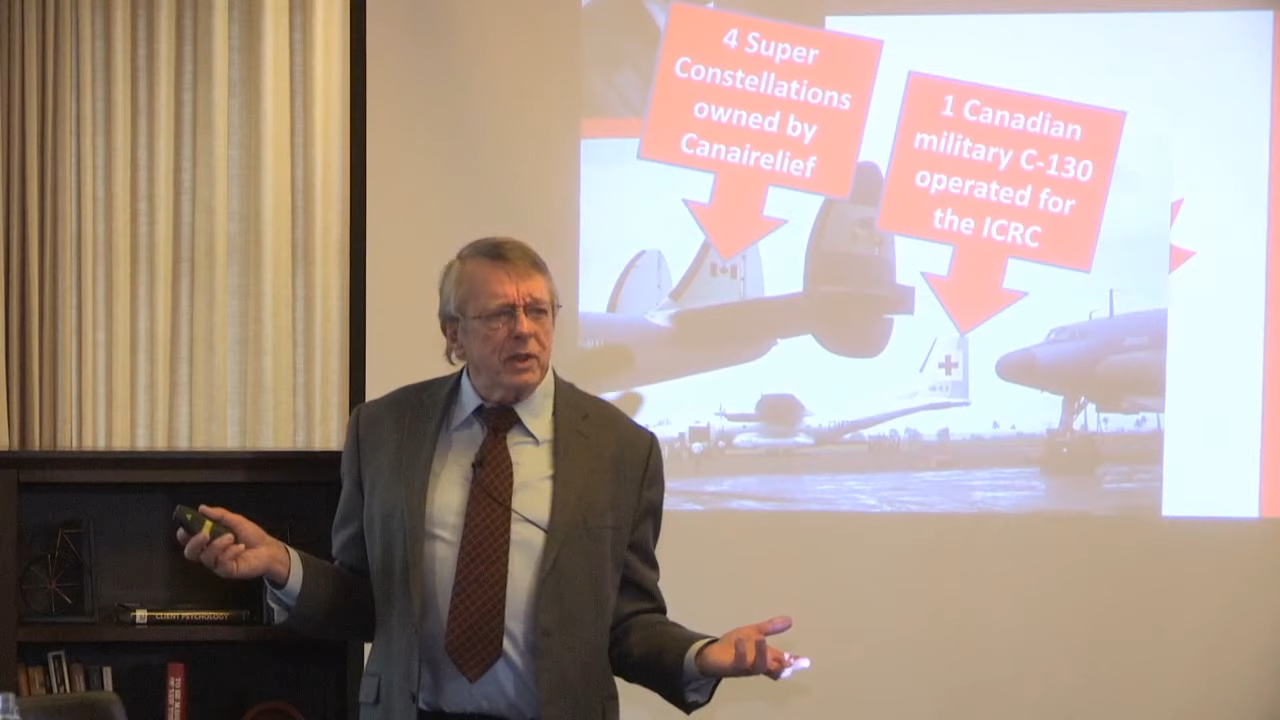 4 Super
Constellations
owned by
Canairelief
1 Canadian
military C-130
operated for
the ICRC
CLIENT PSYCHOLOGY